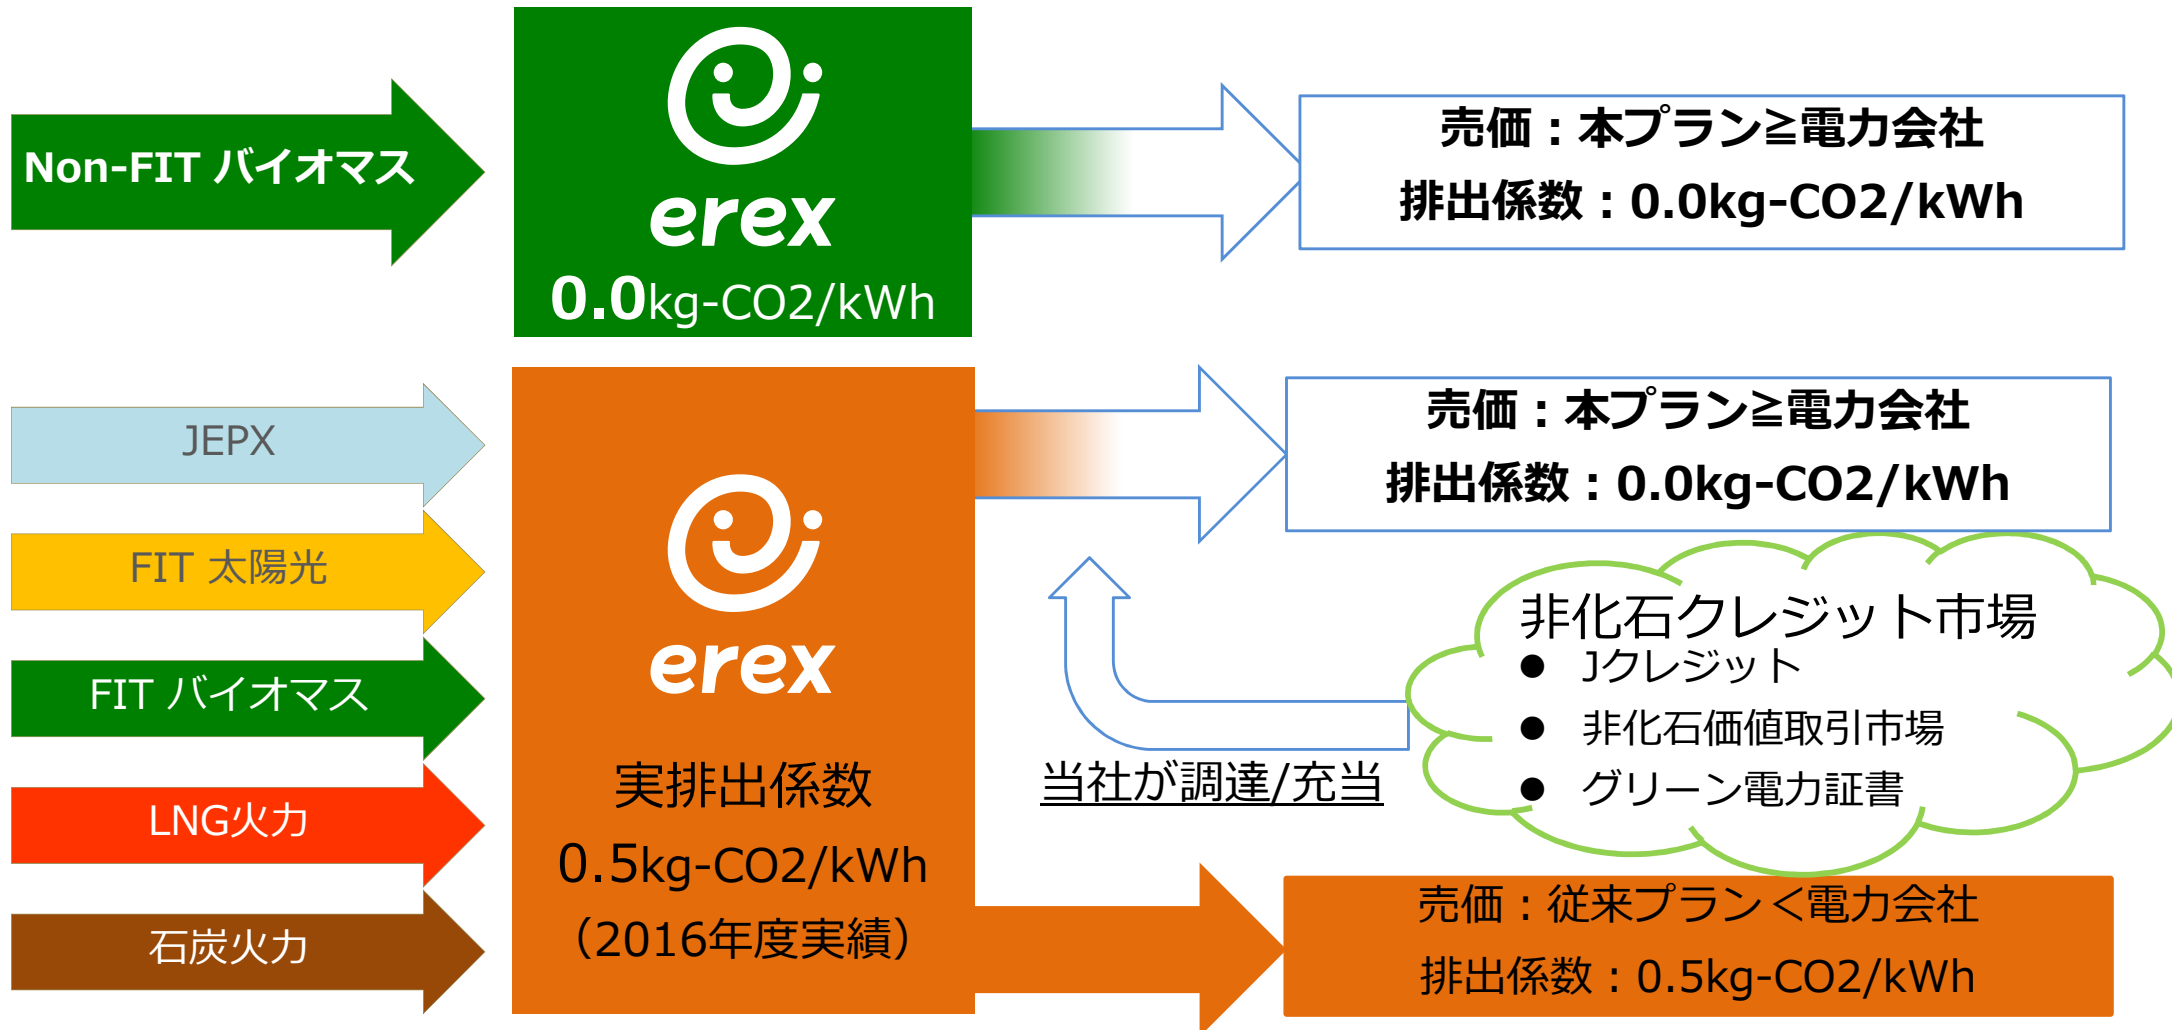 Non-FIT バイオマス
erex
0.0kg-CO2/kWh
売価：本プラン≧電力会社
排出係数：0.0kg-CO2/kWh
JEPX
FIT 太陽光
FIT バイオマス
LNG火力
石炭火力
erex
実排出係数
0.5kg-CO2/kWh
（2016年度実績）
売価：本プラン≧電力会社
排出係数：0.0kg-CO2/kWh
非化石クレジット市場
● Jクレジット
● 非化石価値取引市場
● グリーン電力証書
当社が調達/充当
売価：従来プラン＜電力会社
排出係数：0.5kg-CO2/kWh